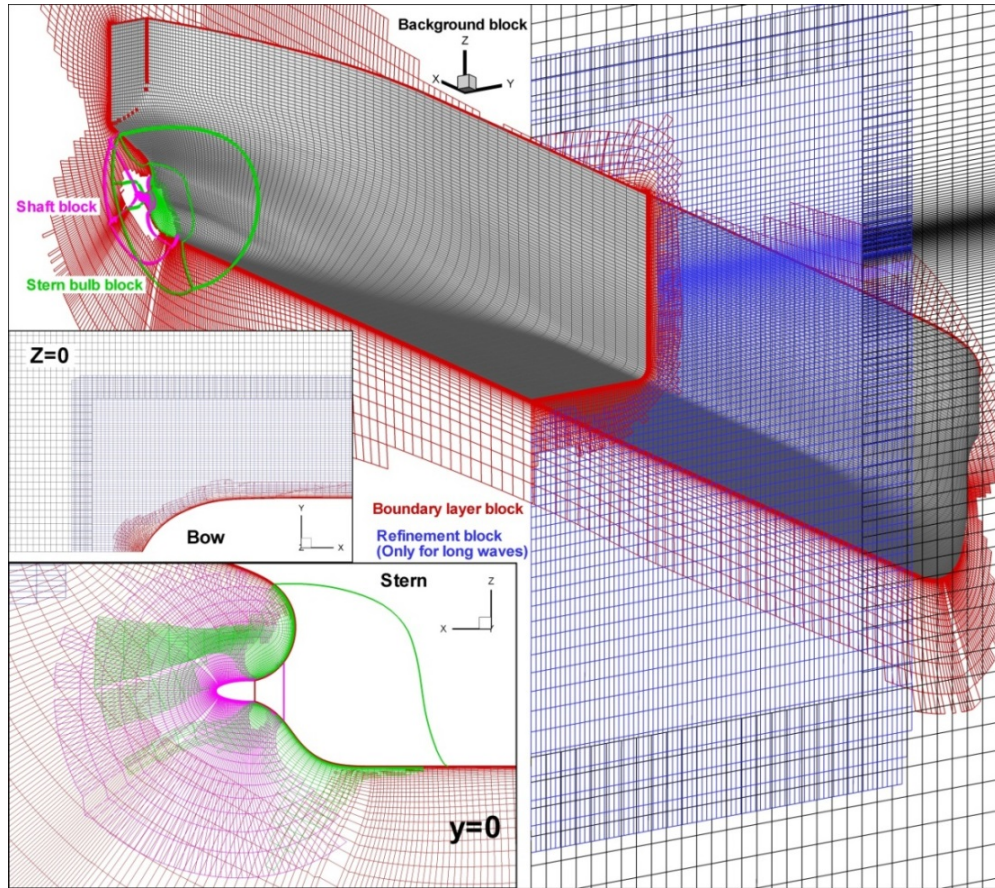 Background block
Z
X
Y
Shaft block
Stern bulb block
Z=0
Boundary layer block
Refinement block
(Only for long waves)
Y
X
Bow
Stern
Z
X
y=0